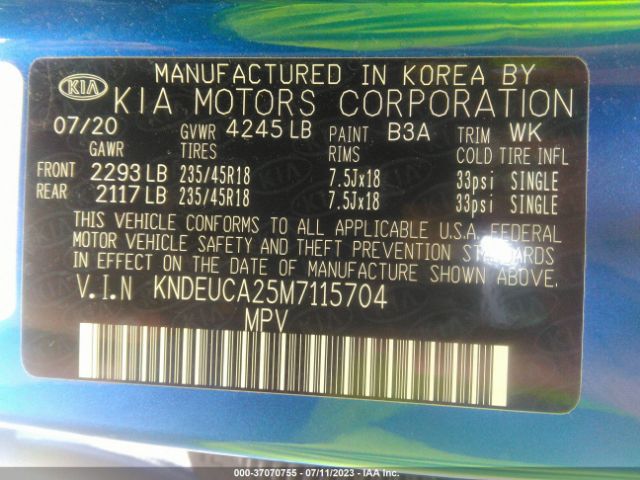 KIA MANUFACTURED IN KOREA BY
KIA MOTORS CORPORATION
07/20 GVWR 4245 LB PAINT B3A TRIM WK
GAWR TIRES RIMS COLD TIRE INFL
FRONT 2293 LB 235/45R18 7.5Jx18 33psi SINGLE
REAR 2117 LB 235/45R18 7.5Jx18 33psi SINGLE
THIS VEHICLE CONFORMS TO ALL APPLICABLE U.S.A. FEDERAL
MOTOR VEHICLE SAFETY AND THEFT PREVENTION STANDARDS
IN EFFECT ON THE DATE OF MANUFACTURE SHOWN ABOVE.
V.I.N KNDEUCA25M7115704
MPV
000-37070755 - 07/11/2023 - IAA Inc.